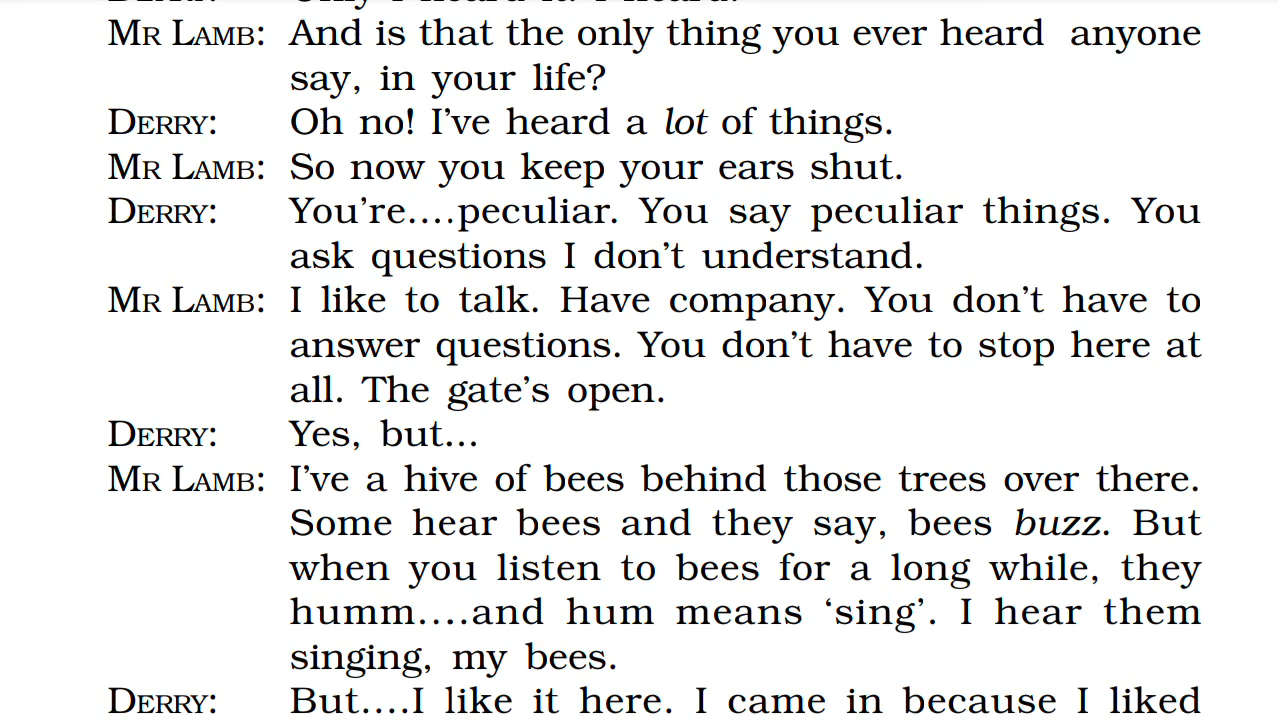 MR LAMB: And is that the only thing you ever heard anyone
say, in your life?
DERRY: Oh no! I've heard a lot of things.
MR LAMB: So now you keep your ears shut.
DERRY: You're....peculiar. You say peculiar things. You
ask questions I don't understand.
MR LAMB: I like to talk. Have company. You don't have to
answer questions. You don't have to stop here at
all. The gate's open.
DERRY: Yes, but...
MR LAMB: I've a hive of bees behind those trees over there.
Some hear bees and they say, bees buzz. But
when you listen to bees for a long while, they
humm....and hum means ‘sing’. I hear them
singing, my bees.
DERRY: But....I like it here. I came in because I liked